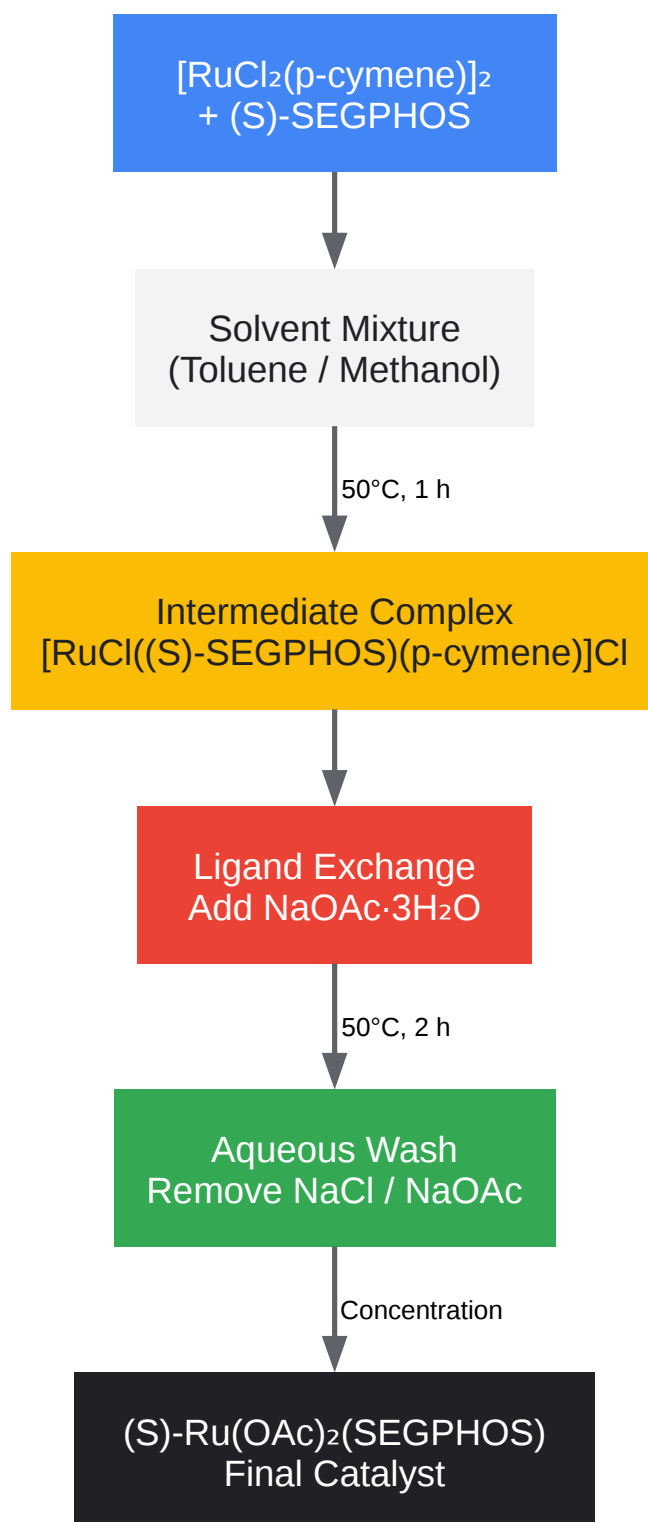 [RuCl₂(p-cymene)]₂
+ (S)-SEGPHOS
Solvent Mixture
(Toluene / Methanol)
50°C, 1 h
Intermediate Complex
[RuCl((S)-SEGPHOS)(p-cymene)]Cl
Ligand Exchange
Add NaOAc·3H₂O
50°C, 2 h
Aqueous Wash
Remove NaCl / NaOAc
Concentration
(S)-Ru(OAc)₂(SEGPHOS)
Final Catalyst